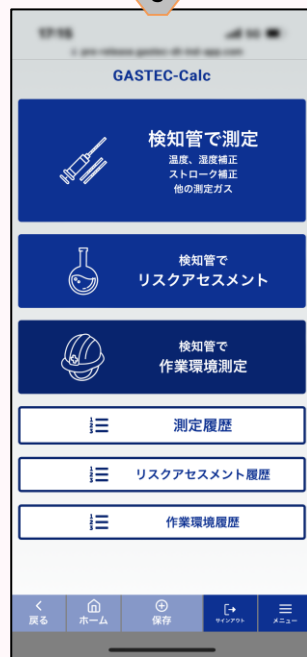 GASTEC-Calc
検知管で測定
温度、湿度補正
ストローク補正
他の測定ガス
検知管で
リスクアセスメント
検知管で
作業環境測定
測定履歴
リスクアセスメント履歴
作業環境履歴
戻る
ホーム
保存
サインアウト
メニュー